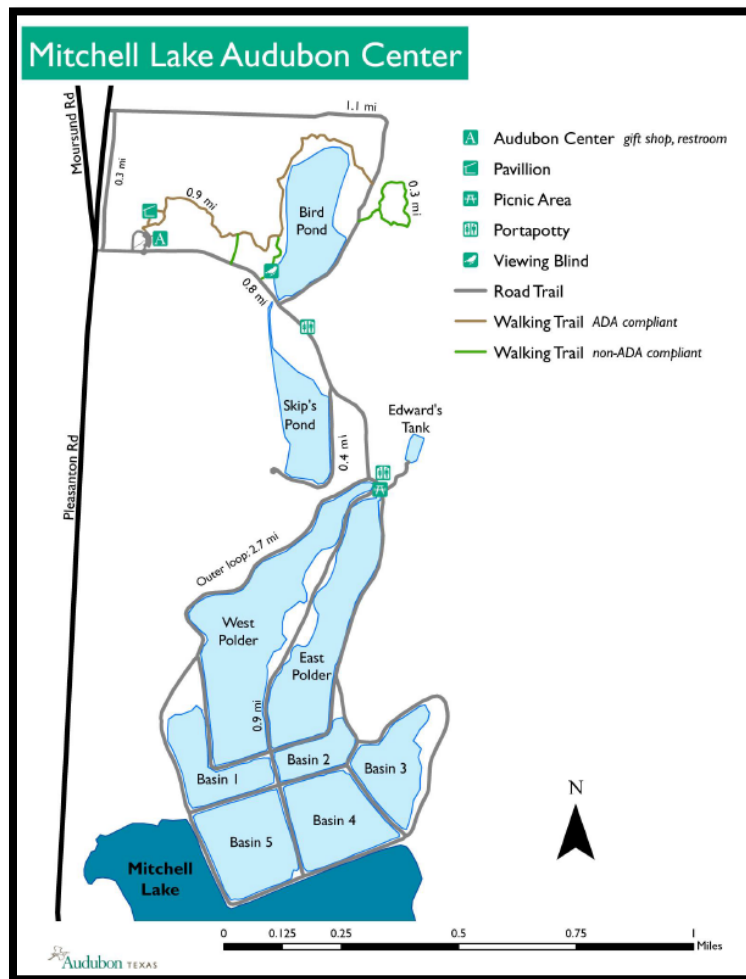 Mitchell Lake Audubon Center
Moursund Rd
1.1 mi
0.3 mi
0.9 mi
0.3 mi
Bird
Pond
A
0.8 mi
A Audubon Center gift shop, restroom
Pavillion
Picnic Area
Portapotty
Viewing Blind
Road Trail
Walking Trail ADA compliant
Walking Trail non-ADA compliant
Skip's
Pond
Edward's
Tank
0.4 mi
Pleasanton Rd
Outer loop: 2.7 mi
West
Polder
East
Polder
0.9 mi
Basin 1
Basin 2
Basin 3
Basin 4
Basin 5
N
Mitchell
Lake
0 0.125 0.25 0.5 0.75 1
Miles
Audubon TEXAS